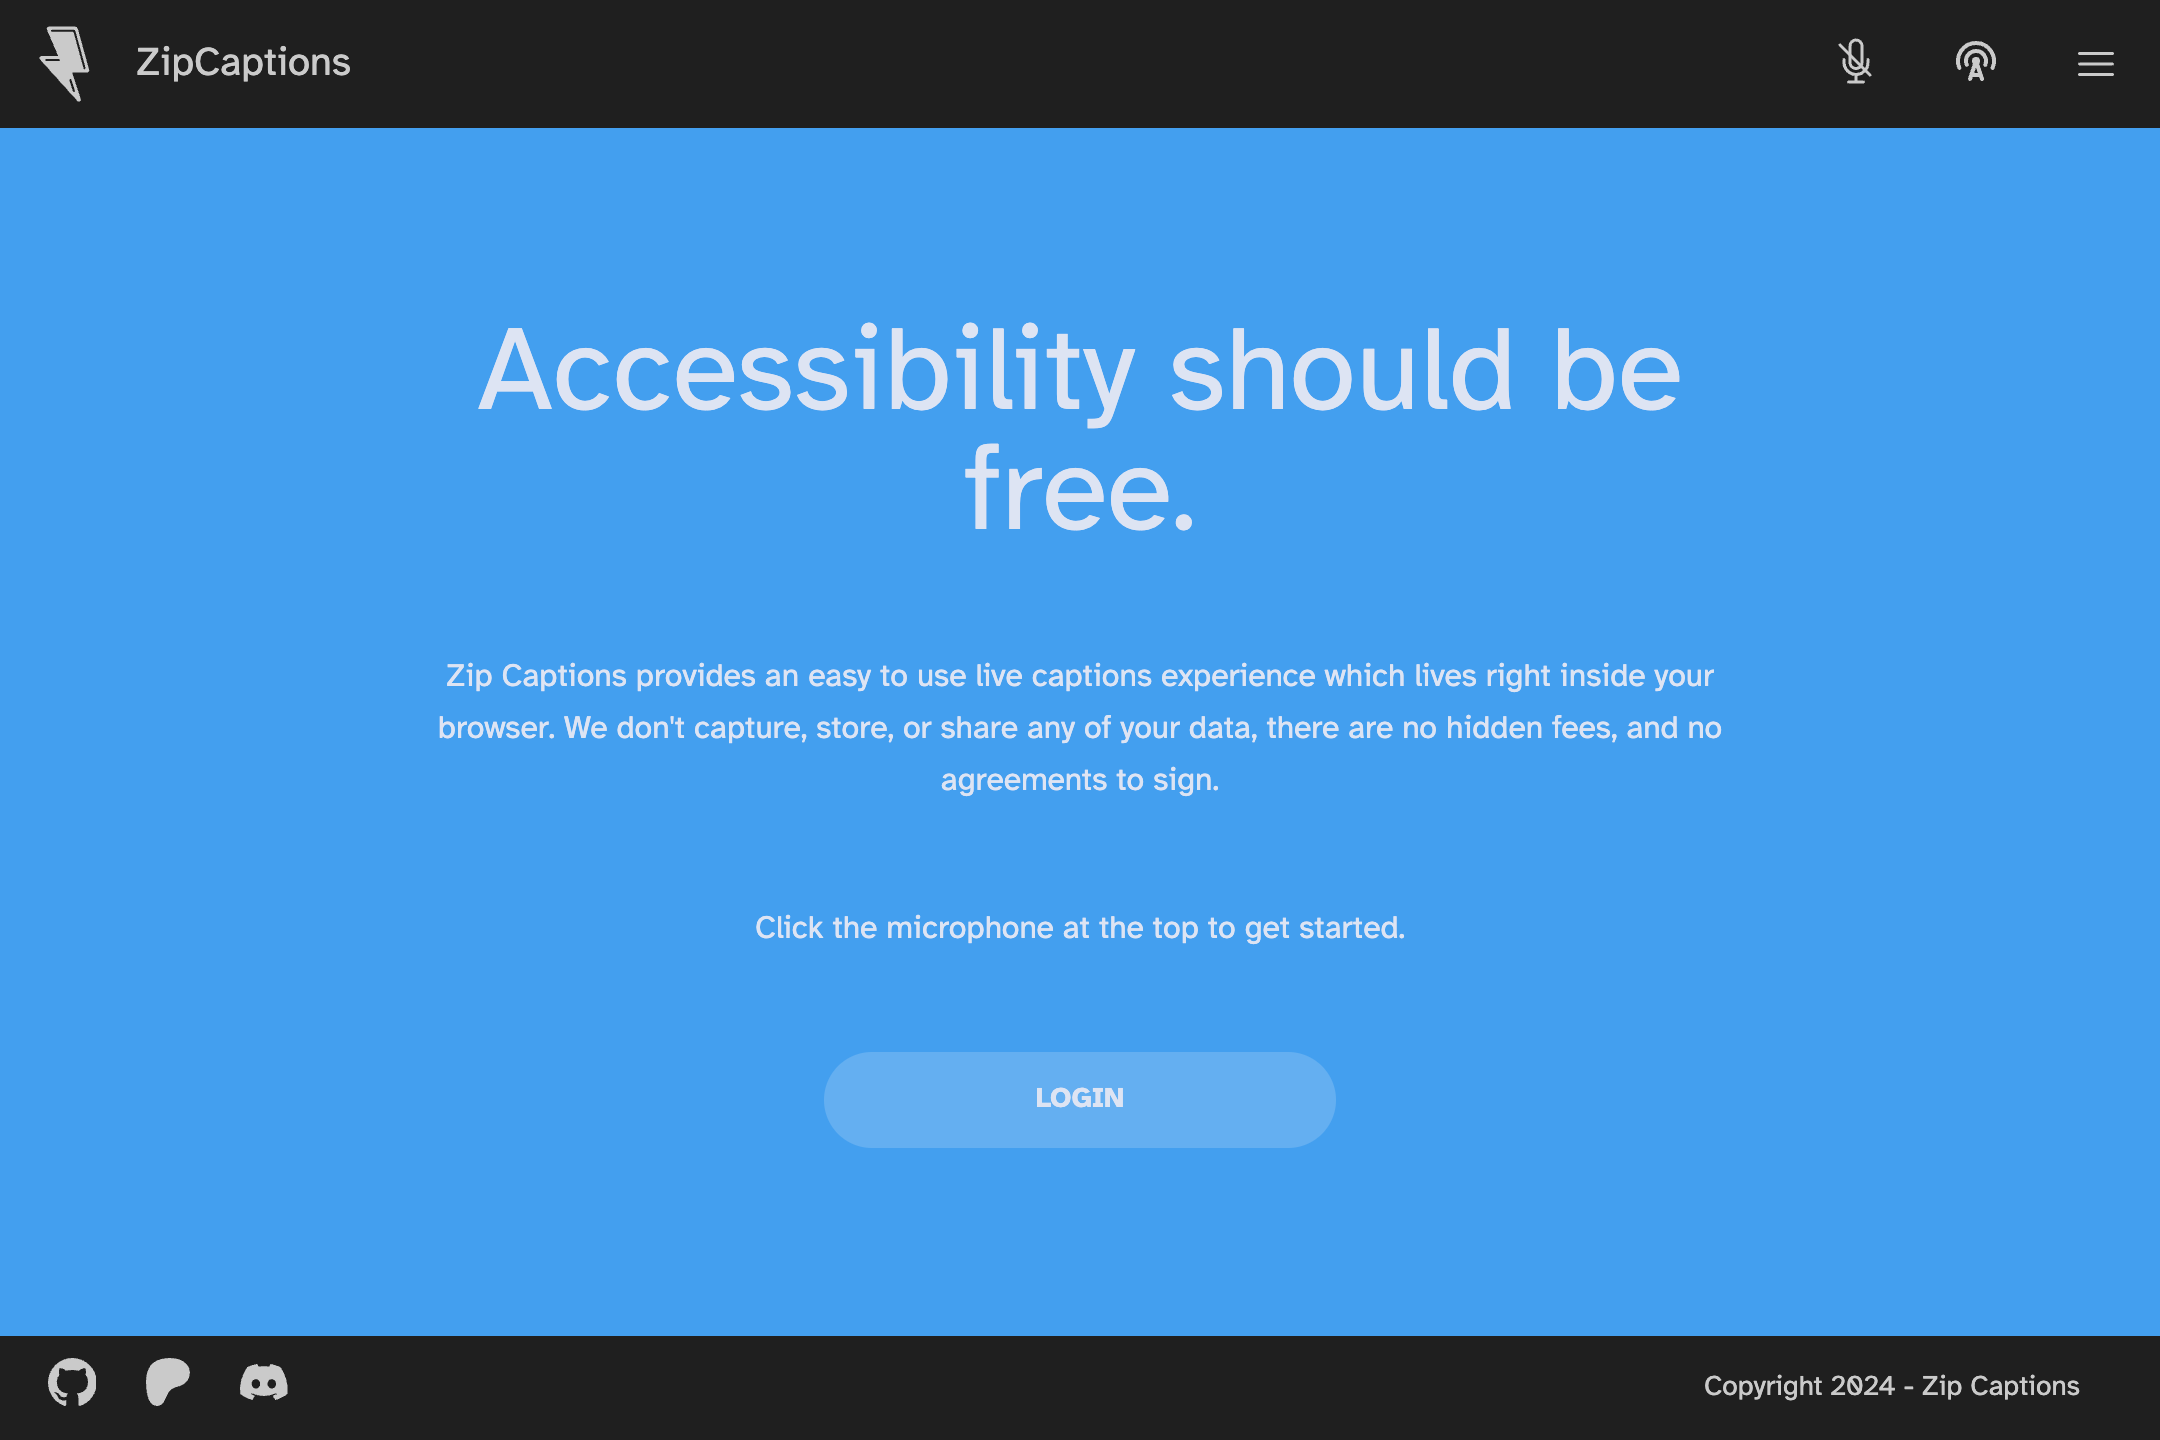 ZipCaptions
Accessibility should be
free.
Zip Captions provides an easy to use live captions experience which lives right inside your
browser. We don't capture, store, or share any of your data, there are no hidden fees, and no
agreements to sign.
Click the microphone at the top to get started.
LOGIN
Copyright 2024 - Zip Captions